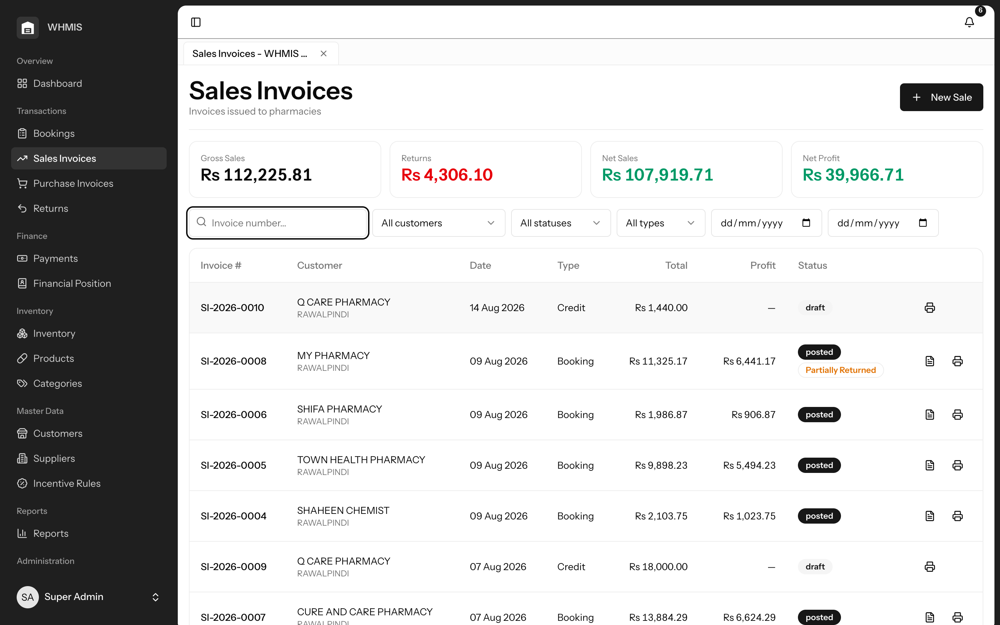 WHMIS
Overview
Dashboard
Transactions
Bookings
Sales Invoices
Purchase Invoices
Returns
Finance
Payments
Financial Position
Inventory
Inventory
Products
Categories
Master Data
Customers
Suppliers
Incentive Rules
Reports
Reports
Administration
SA Super Admin
6
Sales Invoices - WHMIS ...
Sales Invoices
Invoices issued to pharmacies
New Sale
Gross Sales
Rs 112,225.81
Returns
Rs 4,306.10
Net Sales
Rs 107,919.71
Net Profit
Rs 39,966.71
Invoice number... All customers All statuses All types dd/mm/yyyy dd/mm/yyyy
Invoice # Customer Date Type Total Profit Status
SI-2026-0010 Q CARE PHARMACY 14 Aug 2026 Credit Rs 1,440.00 — draft
RAWALPINDI
SI-2026-0008 MY PHARMACY 09 Aug 2026 Booking Rs 11,325.17 Rs 6,441.17 posted
RAWALPINDI Partially Returned
SI-2026-0006 SHIFA PHARMACY 09 Aug 2026 Booking Rs 1,986.87 Rs 906.87 posted
RAWALPINDI
SI-2026-0005 TOWN HEALTH PHARMACY 09 Aug 2026 Booking Rs 9,898.23 Rs 5,494.23 posted
RAWALPINDI
SI-2026-0004 SHAHEEN CHEMIST 09 Aug 2026 Booking Rs 2,103.75 Rs 1,023.75 posted
RAWALPINDI
SI-2026-0009 Q CARE PHARMACY 07 Aug 2026 Credit Rs 18,000.00 — draft
RAWALPINDI
SI-2026-0007 CURE AND CARE PHARMACY 07 Aug 2026 Booking Rs 13,884.29 Rs 6,624.29 posted
RAWALPINDI